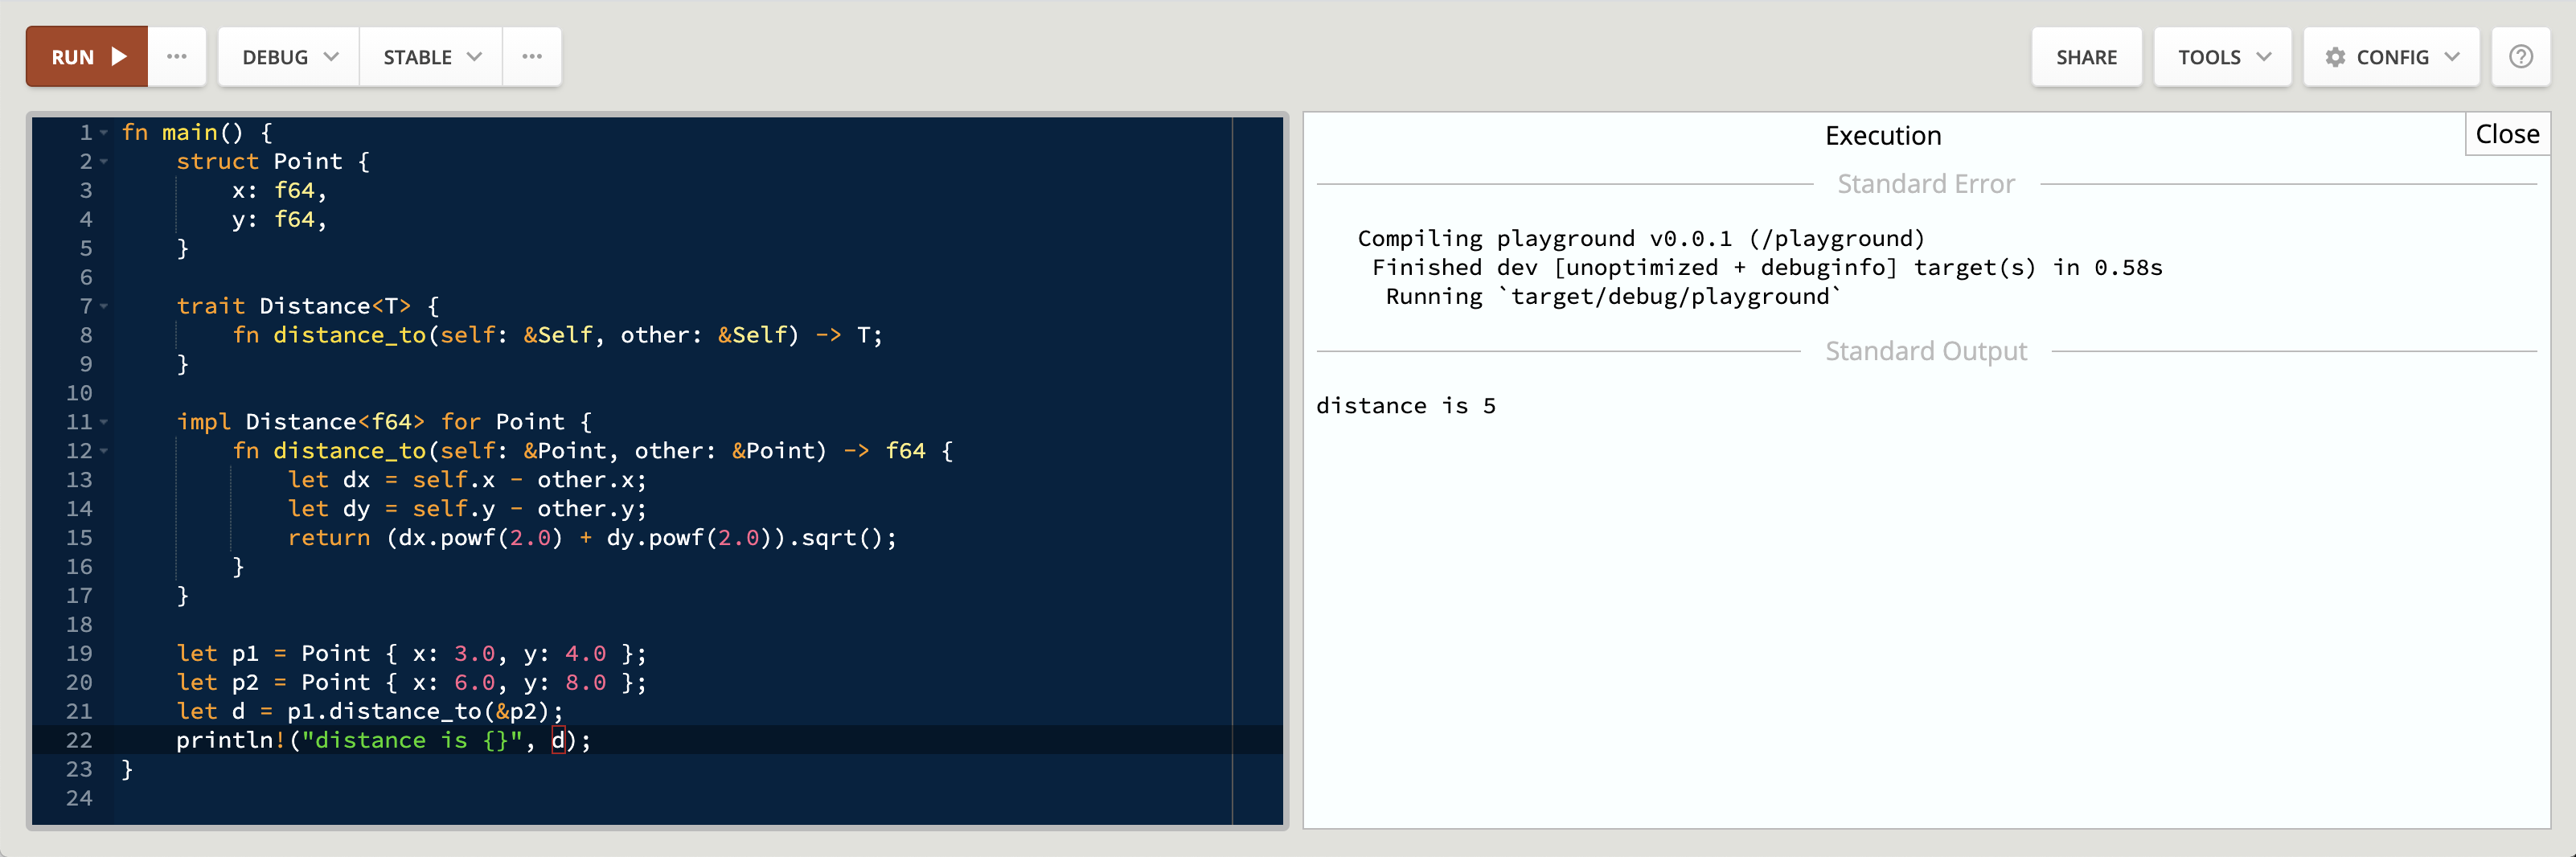 RUN ▶ ··· DEBUG STABLE ··· SHARE TOOLS CONFIG ?
1 fn main() {
2     struct Point {
3         x: f64,
4         y: f64,
5     }
6
7     trait Distance<T> {
8         fn distance_to(self: &Self, other: &Self) -> T;
9     }
10
11     impl Distance<f64> for Point {
12         fn distance_to(self: &Point, other: &Point) -> f64 {
13             let dx = self.x - other.x;
14             let dy = self.y - other.y;
15             return (dx.powf(2.0) + dy.powf(2.0)).sqrt();
16         }
17     }
18
19     let p1 = Point { x: 3.0, y: 4.0 };
20     let p2 = Point { x: 6.0, y: 8.0 };
21     let d = p1.distance_to(&p2);
22     println!("distance is {}", d);
23 }
24
Execution
Close
Standard Error
   Compiling playground v0.0.1 (/playground)
    Finished dev [unoptimized + debuginfo] target(s) in 0.58s
     Running `target/debug/playground`
Standard Output
distance is 5